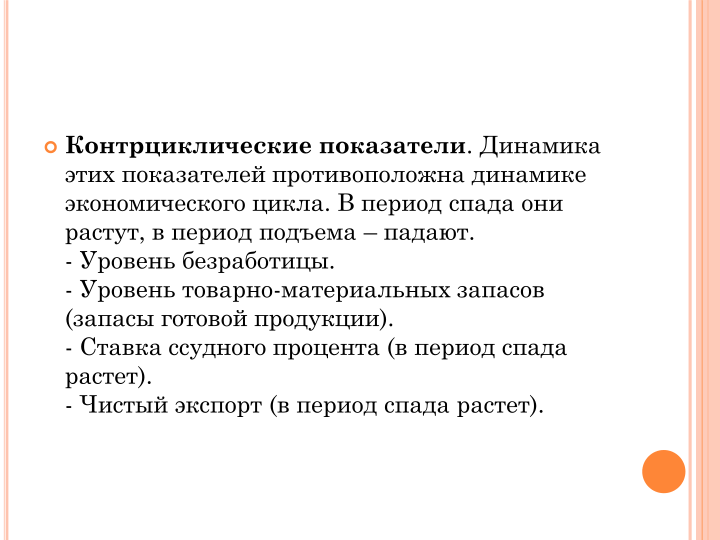 Контрциклические показатели. Динамика
этих показателей противоположна динамике
экономического цикла. В период спада они
растут, в период подъема – падают.
- Уровень безработицы.
- Уровень товарно-материальных запасов
(запасы готовой продукции).
- Ставка ссудного процента (в период спада
растет).
- Чистый экспорт (в период спада растет).